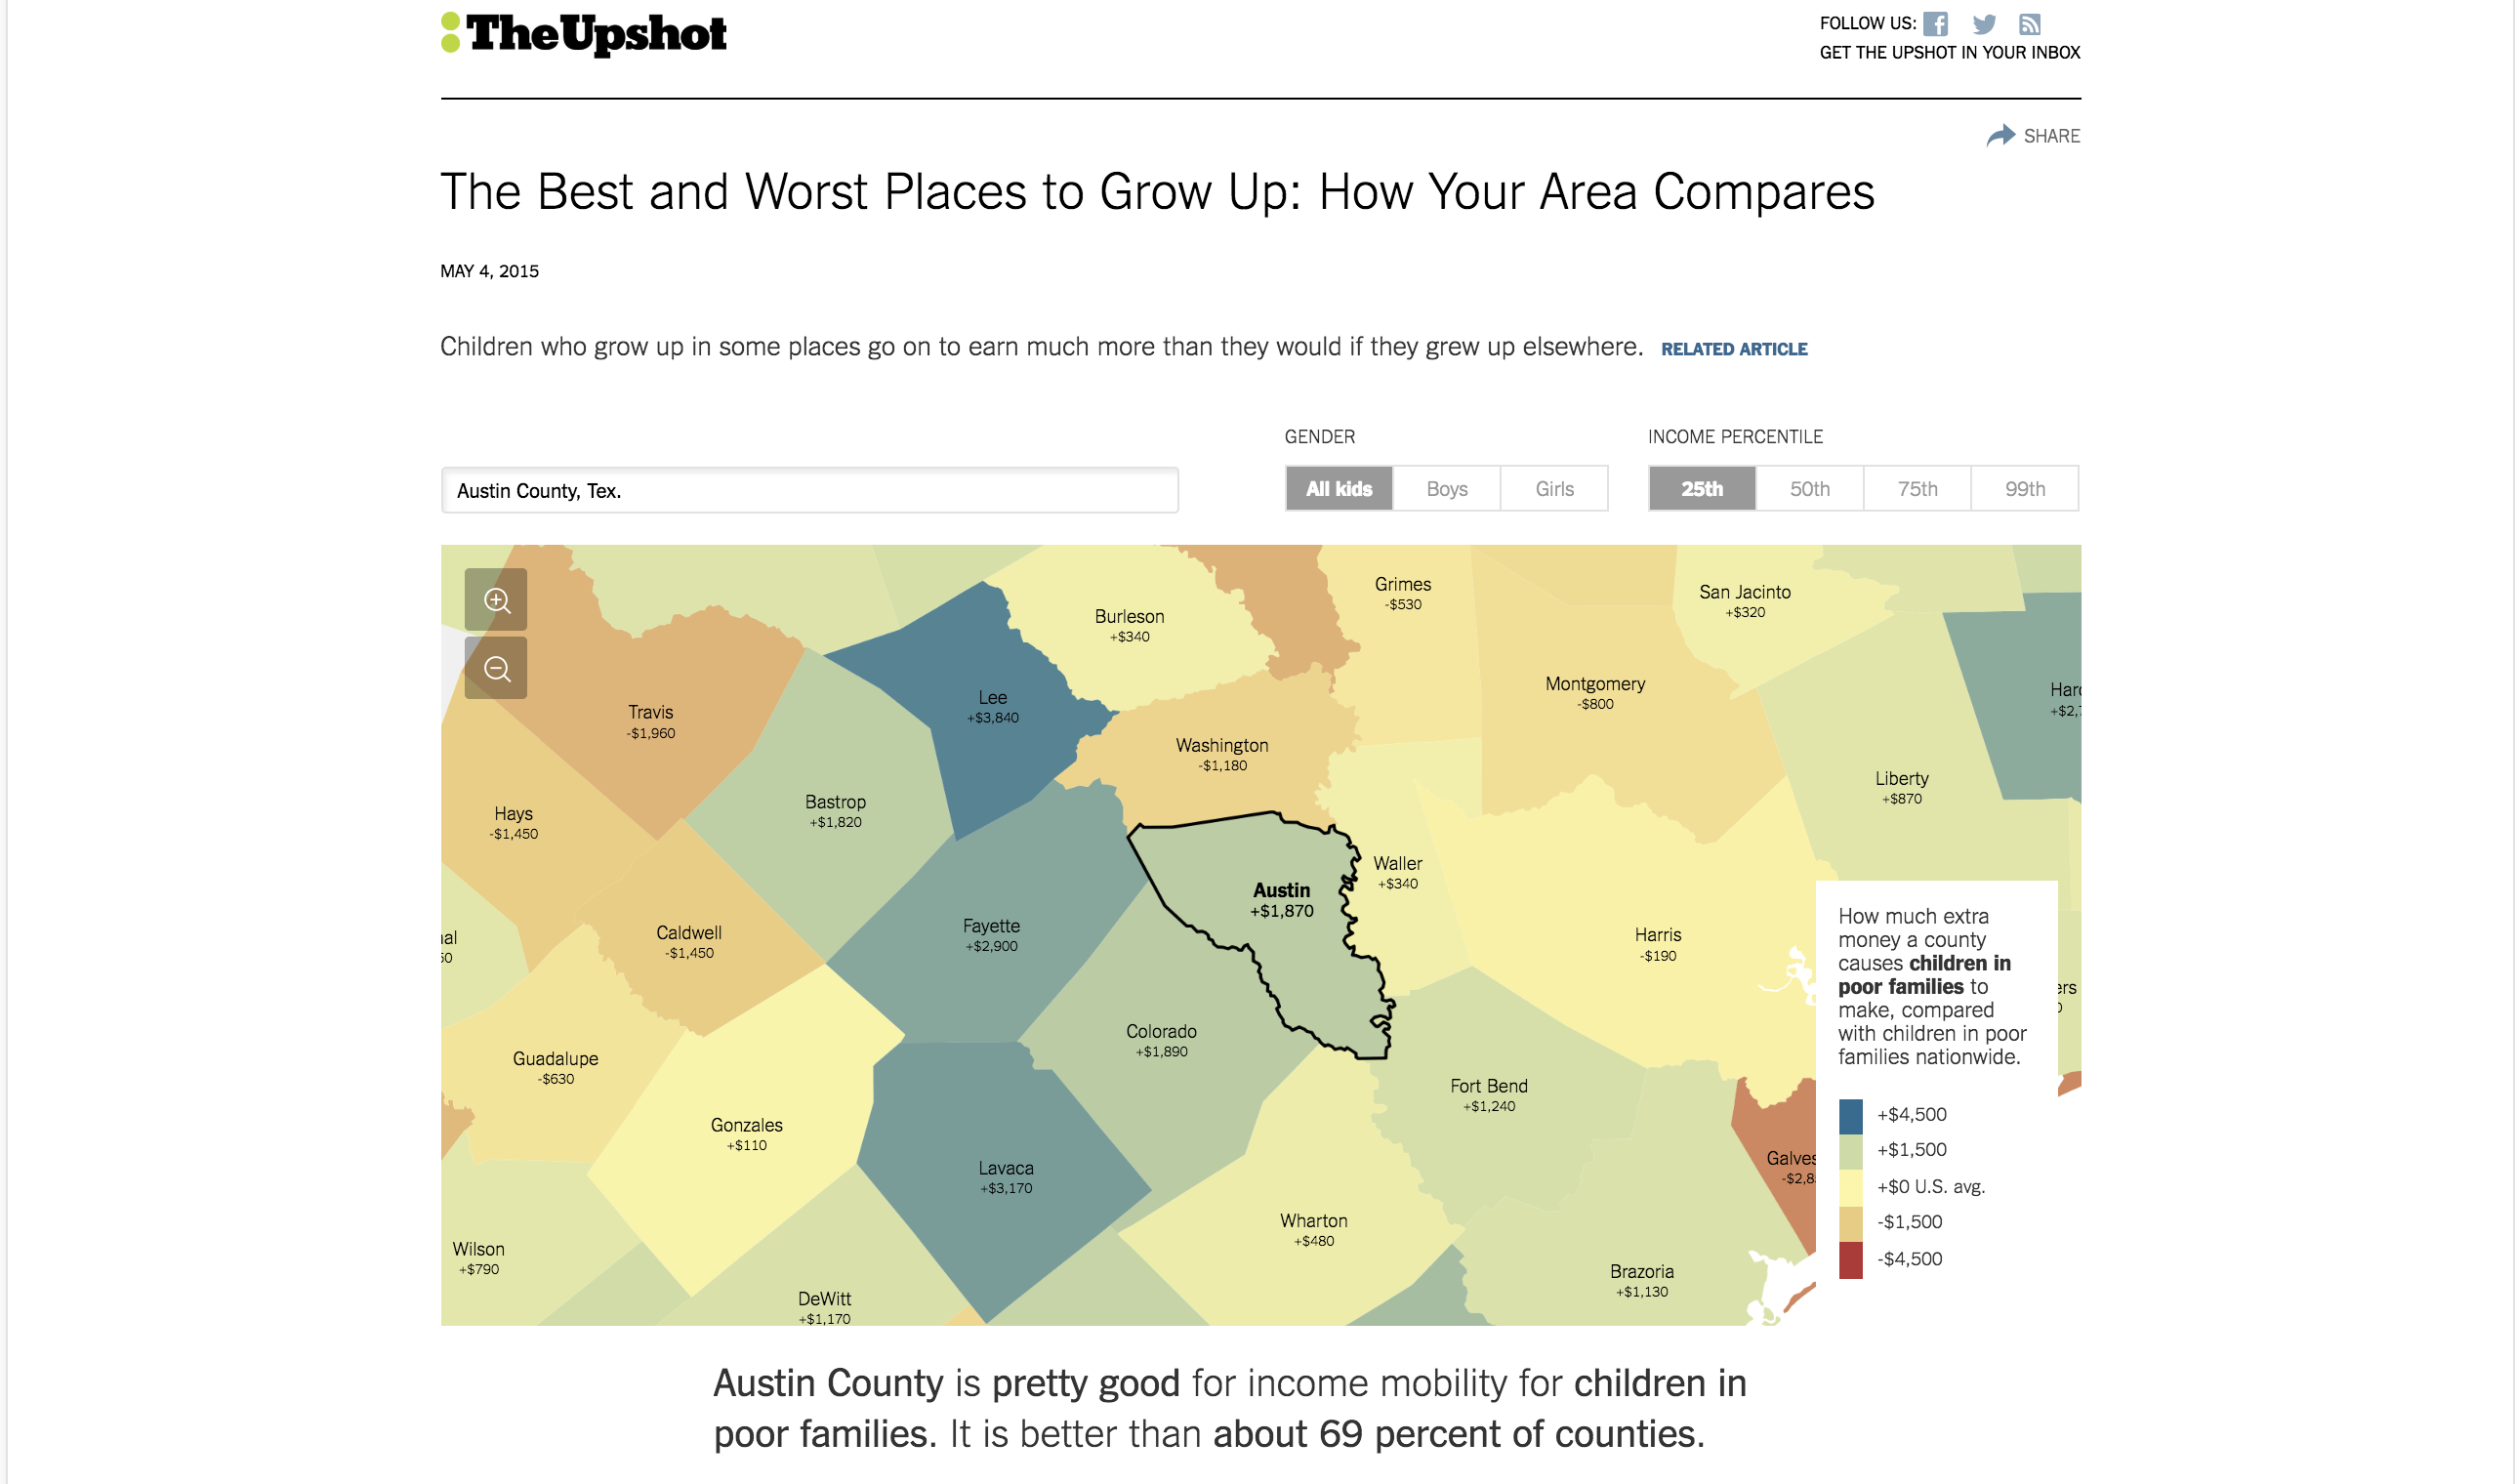 TheUpshot
FOLLOW US:
GET THE UPSHOT IN YOUR INBOX
SHARE
The Best and Worst Places to Grow Up: How Your Area Compares
MAY 4, 2015
Children who grow up in some places go on to earn much more than they would if they grew up elsewhere. RELATED ARTICLE
GENDER
INCOME PERCENTILE
Austin County, Tex.
All kids
Boys
Girls
25th
50th
75th
99th
Grimes
-$530
San Jacinto
+$320
Burleson
+$340
Montgomery
-$800
Lee
+$3,840
Harc
+$2,7
Travis
-$1,960
Washington
-$1,180
Liberty
+$870
Bastrop
+$1,820
Hays
-$1,450
Waller
+$340
Austin
+$1,870
Fayette
+$2,900
Caldwell
-$1,450
Harris
-$190
al
50
ers
Colorado
+$1,890
Guadalupe
-$630
Fort Bend
+$1,240
Gonzales
+$110
Lavaca
+$3,170
Galves
-$2,8
Wharton
+$480
Wilson
+$790
Brazoria
+$1,130
DeWitt
+$1,170
How much extra
money a county
causes children in
poor families to
make, compared
with children in poor
families nationwide.
+$4,500
+$1,500
+$0 U.S. avg.
-$1,500
-$4,500
Austin County is pretty good for income mobility for children in
poor families. It is better than about 69 percent of counties.